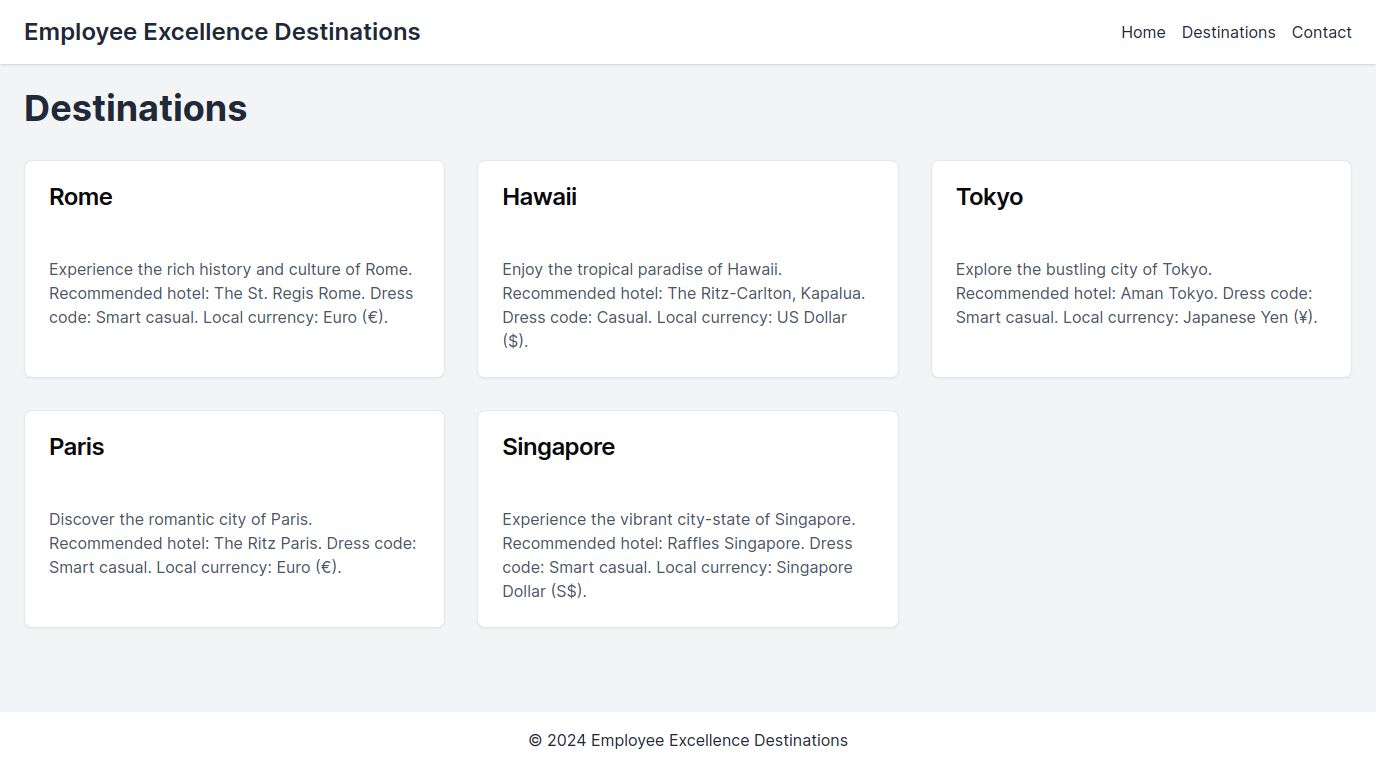 Employee Excellence Destinations
Home Destinations Contact
Destinations
Rome
Experience the rich history and culture of Rome.
Recommended hotel: The St. Regis Rome. Dress
code: Smart casual. Local currency: Euro (€).
Hawaii
Enjoy the tropical paradise of Hawaii.
Recommended hotel: The Ritz-Carlton, Kapalua.
Dress code: Casual. Local currency: US Dollar
($).
Tokyo
Explore the bustling city of Tokyo.
Recommended hotel: Aman Tokyo. Dress code:
Smart casual. Local currency: Japanese Yen (¥).
Paris
Discover the romantic city of Paris.
Recommended hotel: The Ritz Paris. Dress code:
Smart casual. Local currency: Euro (€).
Singapore
Experience the vibrant city-state of Singapore.
Recommended hotel: Raffles Singapore. Dress
code: Smart casual. Local currency: Singapore
Dollar (S$).
© 2024 Employee Excellence Destinations